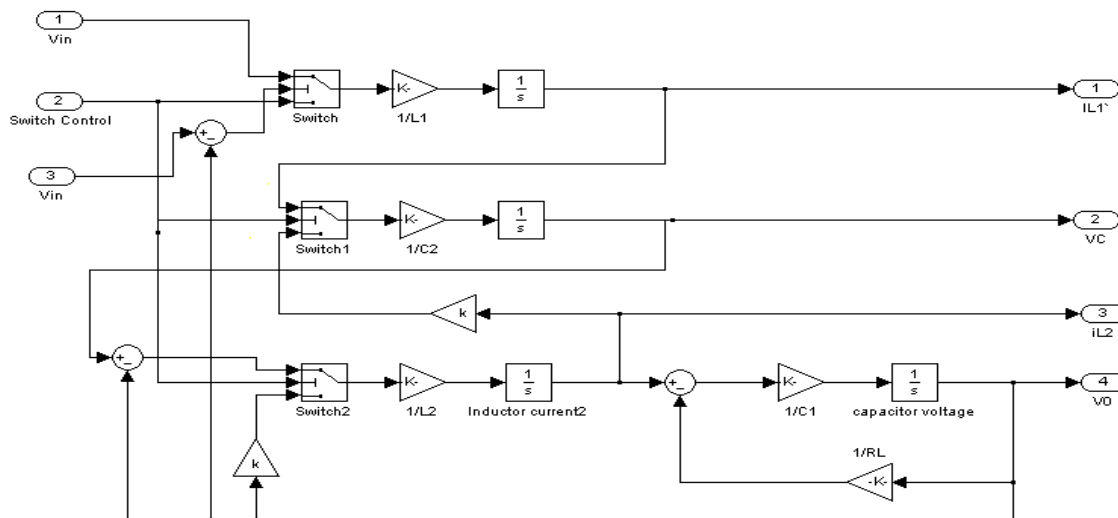 1
Vin
2
Switch Control
+
-
3
Vin
Switch
K-
1/L1
1
s
1
IL1`
Switch1
K-
1/C2
1
s
2
VC
k
3
iL2
+
-
Switch2
K-
1/L2
1
s
Inductor current2
+
-
K-
1/C1
1
s
capacitor voltage
4
V0
k
1/RL
-K-